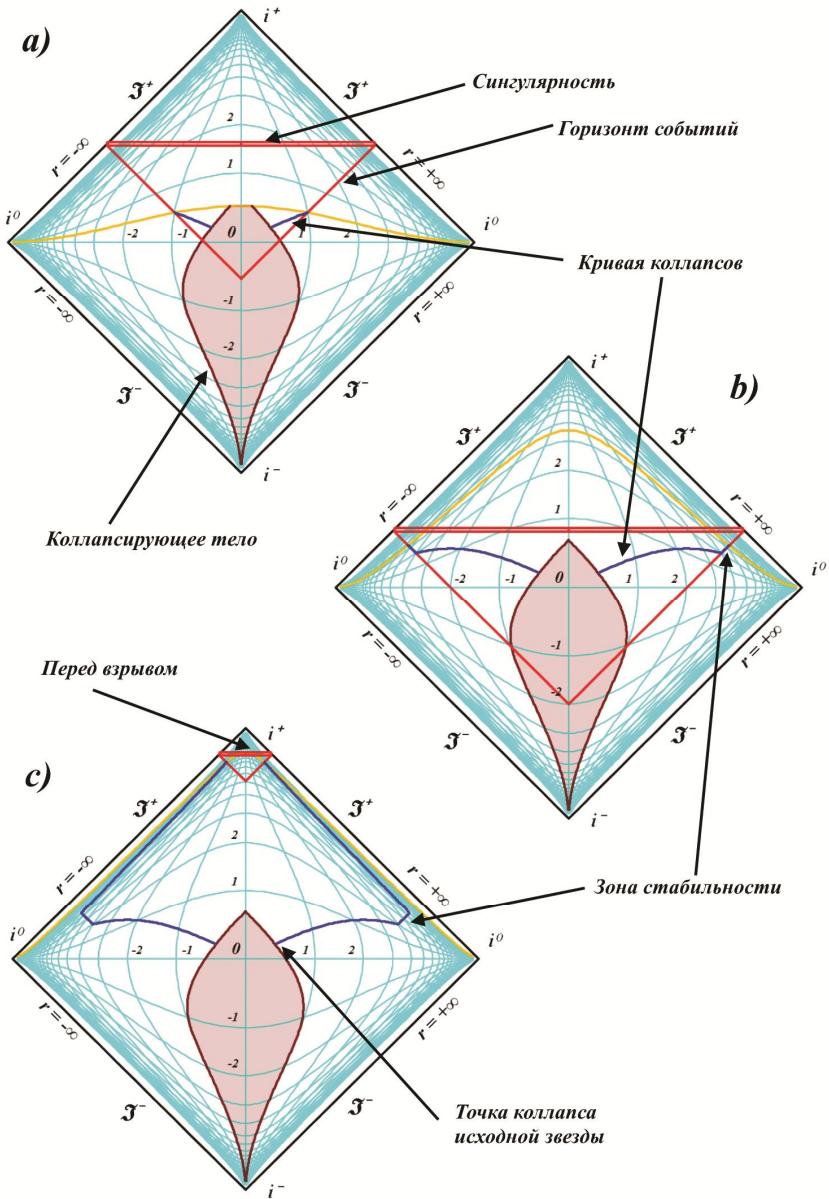 a)
i⁺
ℑ⁺
ℑ⁺
Сингулярность
Горизонт событий
r = -∞
r = +∞
2
1
i⁰
-2
-1
0
1
2
i⁰
Кривая коллапсов
-1
-2
r = -∞
r = +∞
ℑ⁻
ℑ⁻
i⁻
Коллапсирующее тело
b)
i⁺
ℑ⁺
ℑ⁺
r = -∞
r = +∞
2
1
i⁰
-2
-1
0
1
2
i⁰
-1
-2
r = -∞
r = +∞
ℑ⁻
ℑ⁻
i⁻
Перед взрывом
c)
i⁺
ℑ⁺
ℑ⁺
r = -∞
r = +∞
2
1
Зона стабильности
i⁰
-2
-1
0
1
2
i⁰
-1
-2
r = -∞
r = +∞
ℑ⁻
ℑ⁻
i⁻
Точка коллапса
исходной звезды